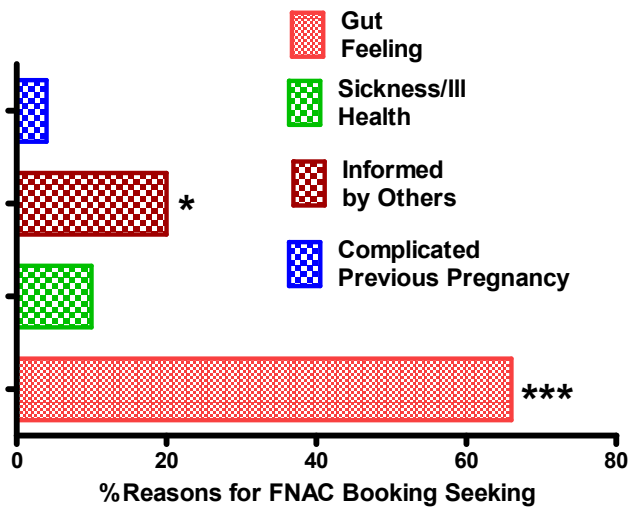 Gut
Feeling
Sickness/Ill
Health
Informed
by Others
Complicated
Previous Pregnancy
*
***
0 20 40 60 80
%Reasons for FNAC Booking Seeking